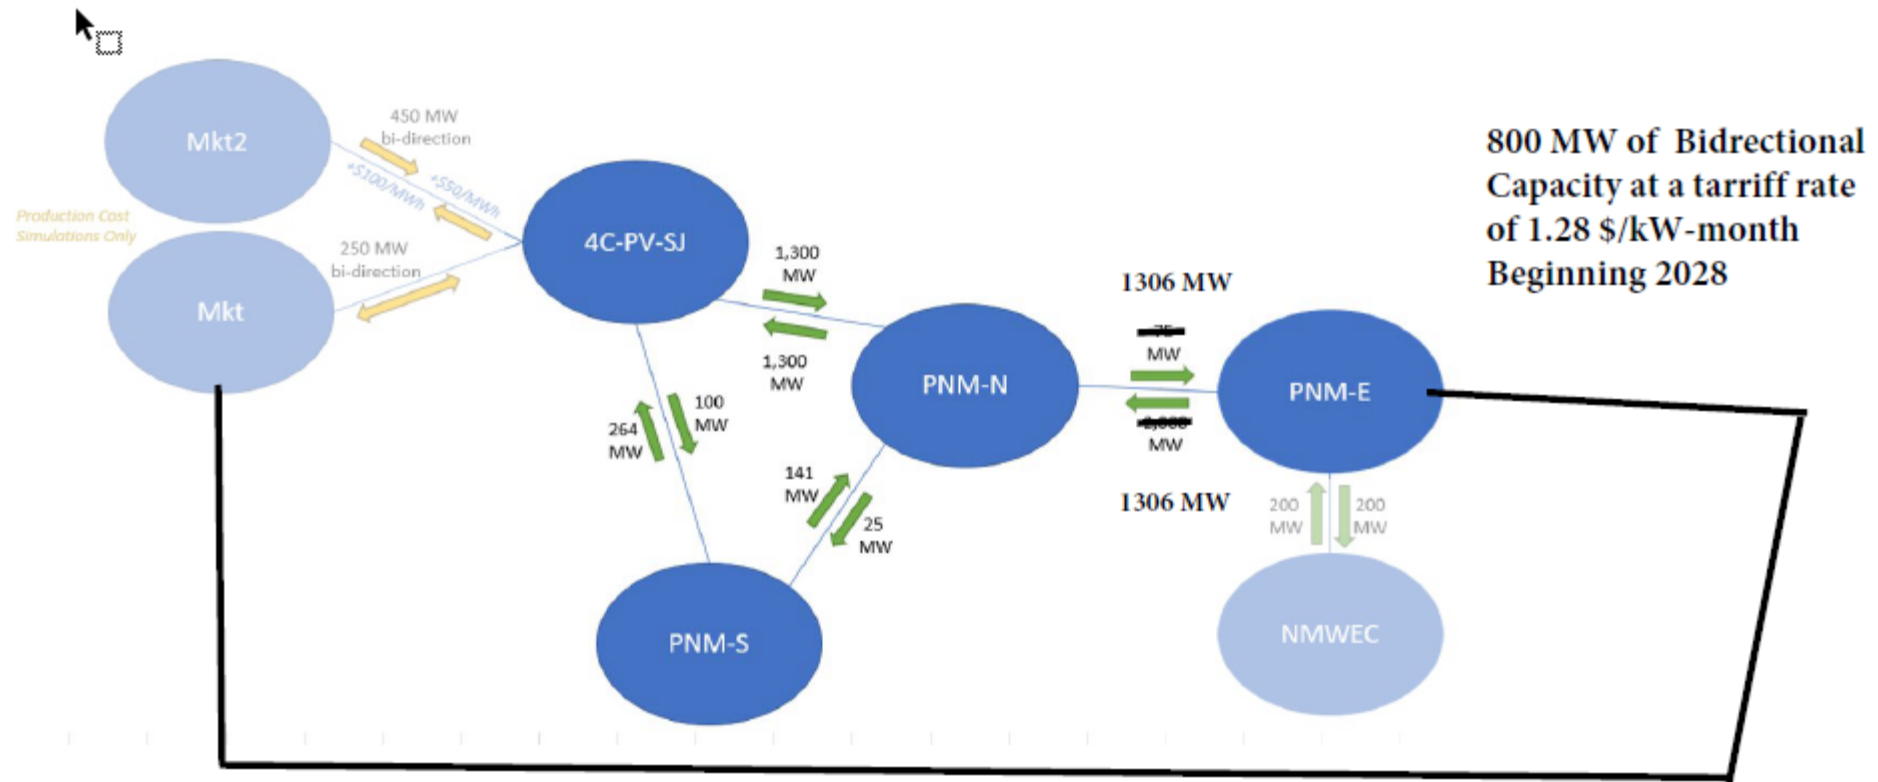 450 MW
bi-direction
Mkt2
+$100/MWh
+$50/MWh
Production Cost
Simulations Only
250 MW
bi-direction
Mkt
4C-PV-SJ
1,300
MW
1,300
MW
800 MW of Bidrectional
Capacity at a tarriff rate
of 1.28 $/kW-month
Beginning 2028
1306 MW
MW
PNM-N
PNM-E
MW
1306 MW
264
MW
100
MW
141
MW
25
MW
200
MW
200
MW
PNM-S
NMWEC